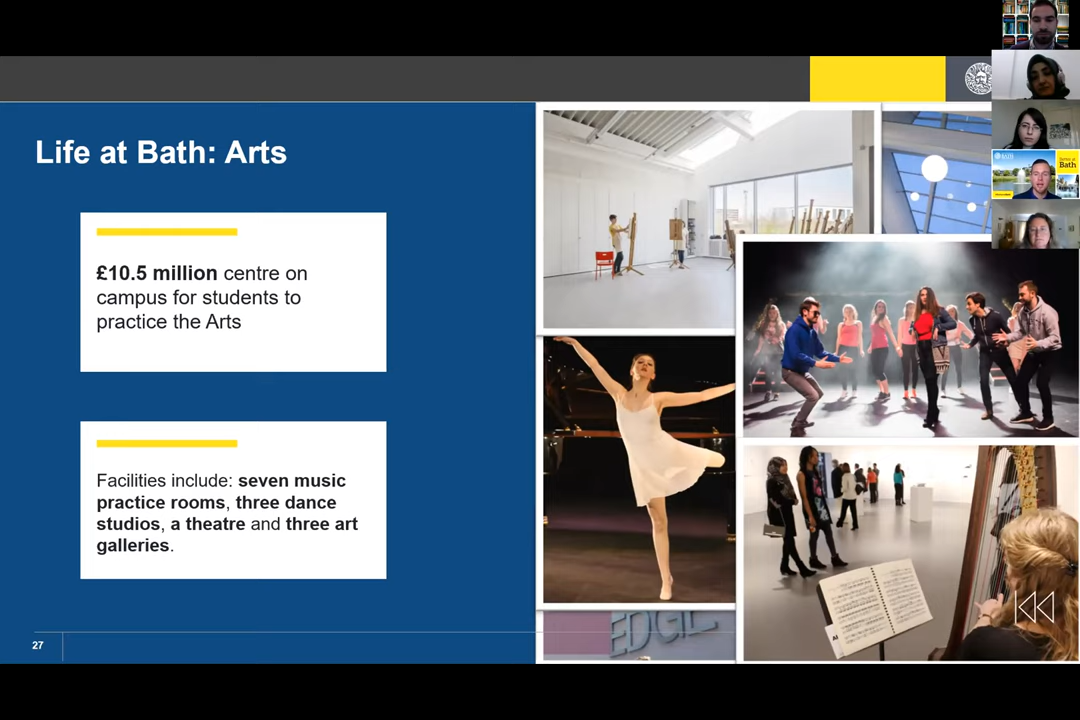 Life at Bath: Arts
£10.5 million centre on
campus for students to
practice the Arts
Facilities include: seven music
practice rooms, three dance
studios, a theatre and three art
galleries.
27
EDGE
Bath